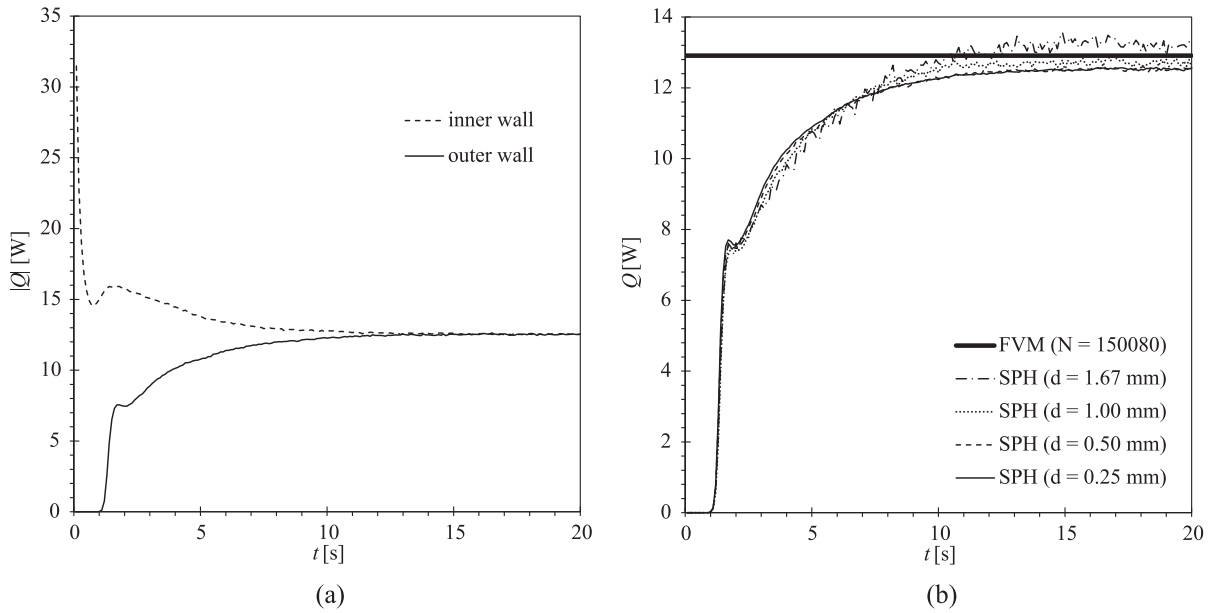 35
30
25
20
15
10
5
0
|Q| [W]
inner wall
outer wall
0 5 10 15 20
t [s]
(a)
14
12
10
8
6
4
2
0
Q [W]
FVM (N = 150080)
SPH (d = 1.67 mm)
SPH (d = 1.00 mm)
SPH (d = 0.50 mm)
SPH (d = 0.25 mm)
0 5 10 15 20
t [s]
(b)